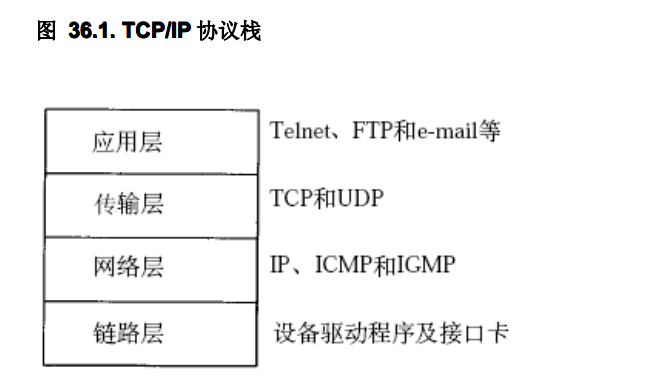 图 36.1. TCP/IP 协议栈
应用层 Telnet、FTP和e-mail等
传输层 TCP和UDP
网络层 IP、ICMP和IGMP
链路层 设备驱动程序及接口卡